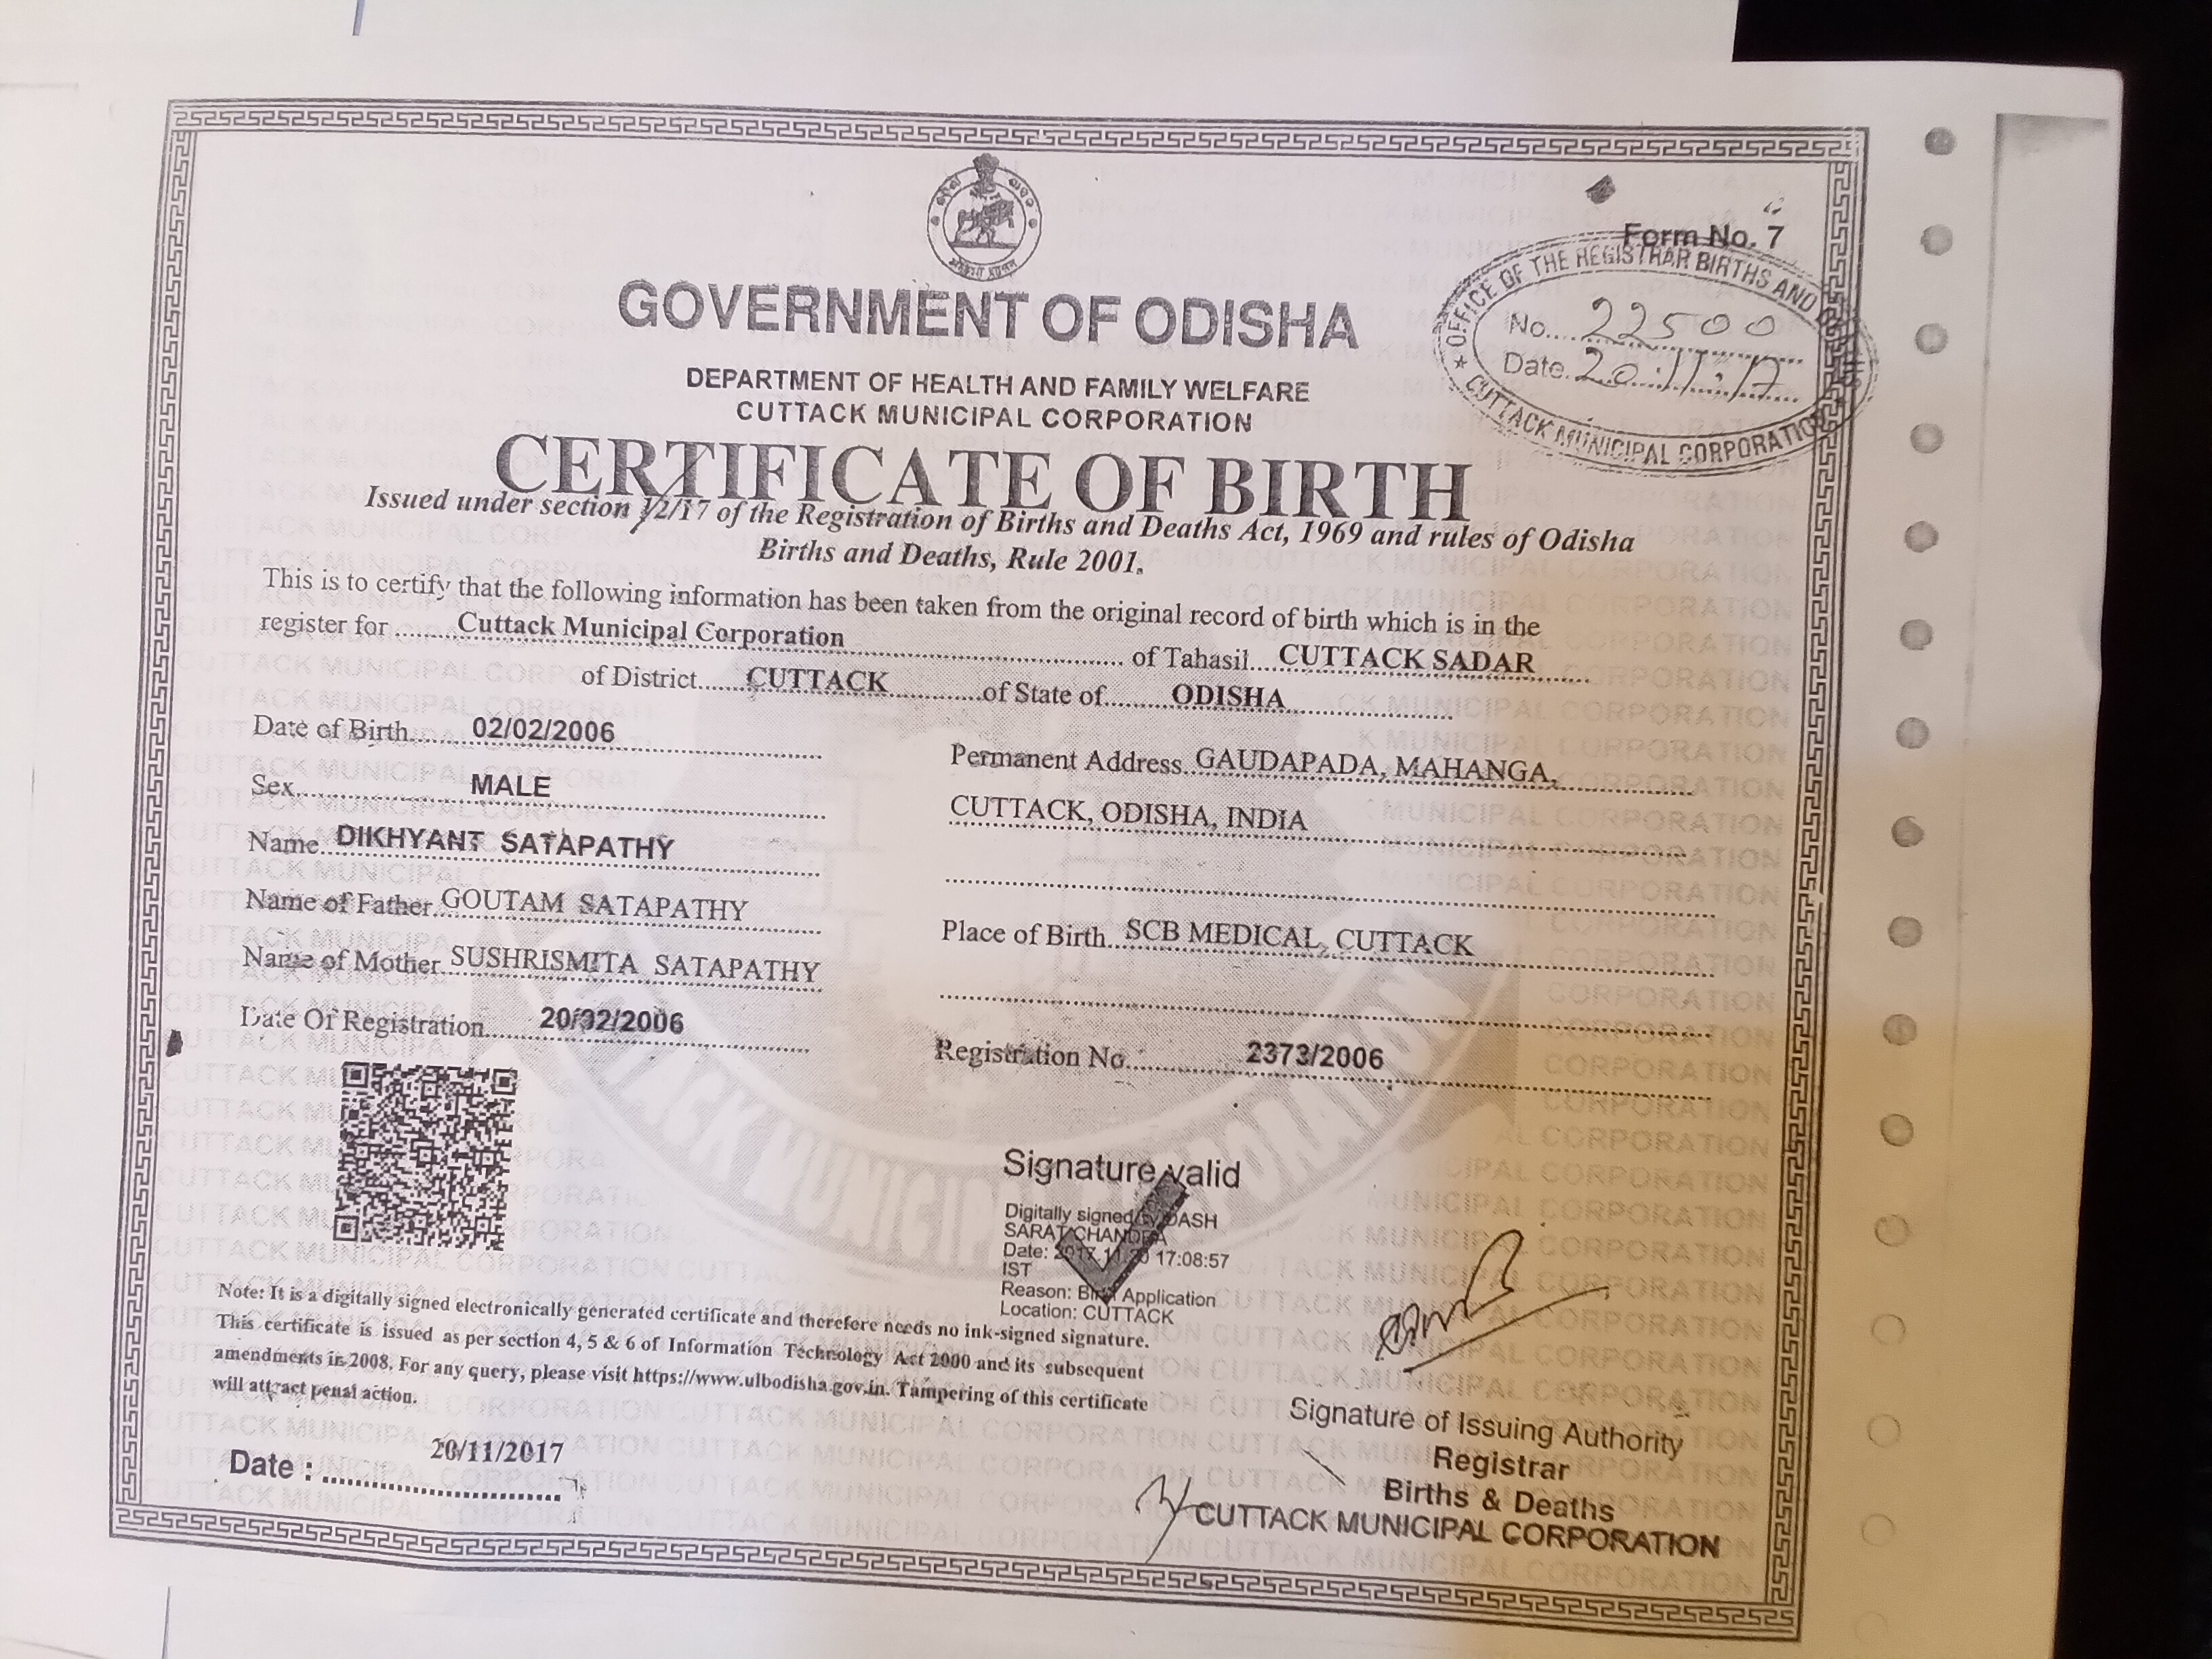 Form No. 7
OFFICE OF THE REGISTRAR BIRTHS AND
No. 22500
Date. 20.11.17
CUTTACK MUNICIPAL CORPORATION
GOVERNMENT OF ODISHA
DEPARTMENT OF HEALTH AND FAMILY WELFARE
CUTTACK MUNICIPAL CORPORATION
CERTIFICATE OF BIRTH
Issued under section 12/17 of the Registration of Births and Deaths Act, 1969 and rules of Odisha
Births and Deaths, Rule 2001.
This is to certify that the following information has been taken from the original record of birth which is in the
register for ........ Cuttack Municipal Corporation ........ of Tahasil.... CUTTACK SADAR
of District...... CUTTACK ........ of State of........ ODISHA
Date of Birth........ 02/02/2006
Sex........ MALE
Name.. DIKHYANT SATAPATHY
Name of Father. GOUTAM SATAPATHY
Name of Mother. SUSHRISMITA SATAPATHY
Date Of Registration...... 20/02/2006
Permanent Address. GAUDAPADA, MAHANGA,
CUTTACK, ODISHA, INDIA
Place of Birth. SCB MEDICAL, CUTTACK
Registration No........ 2373/2006
Signature valid
Digitally signed by DASH
SARAT CHANDRA
Date: 2017.11.20 17:08:57
IST
Reason: Birth Application
Location: CUTTACK
Note: It is a digitally signed electronically generated certificate and therefore needs no ink-signed signature.
This certificate is issued as per section 4, 5 & 6 of Information Technology Act 2000 and its subsequent
amendments in 2008. For any query, please visit https://www.ulbodisha.gov.in. Tampering of this certificate
will attract penal action.
Date : 20/11/2017
Signature of Issuing Authority
Registrar
Births & Deaths
CUTTACK MUNICIPAL CORPORATION